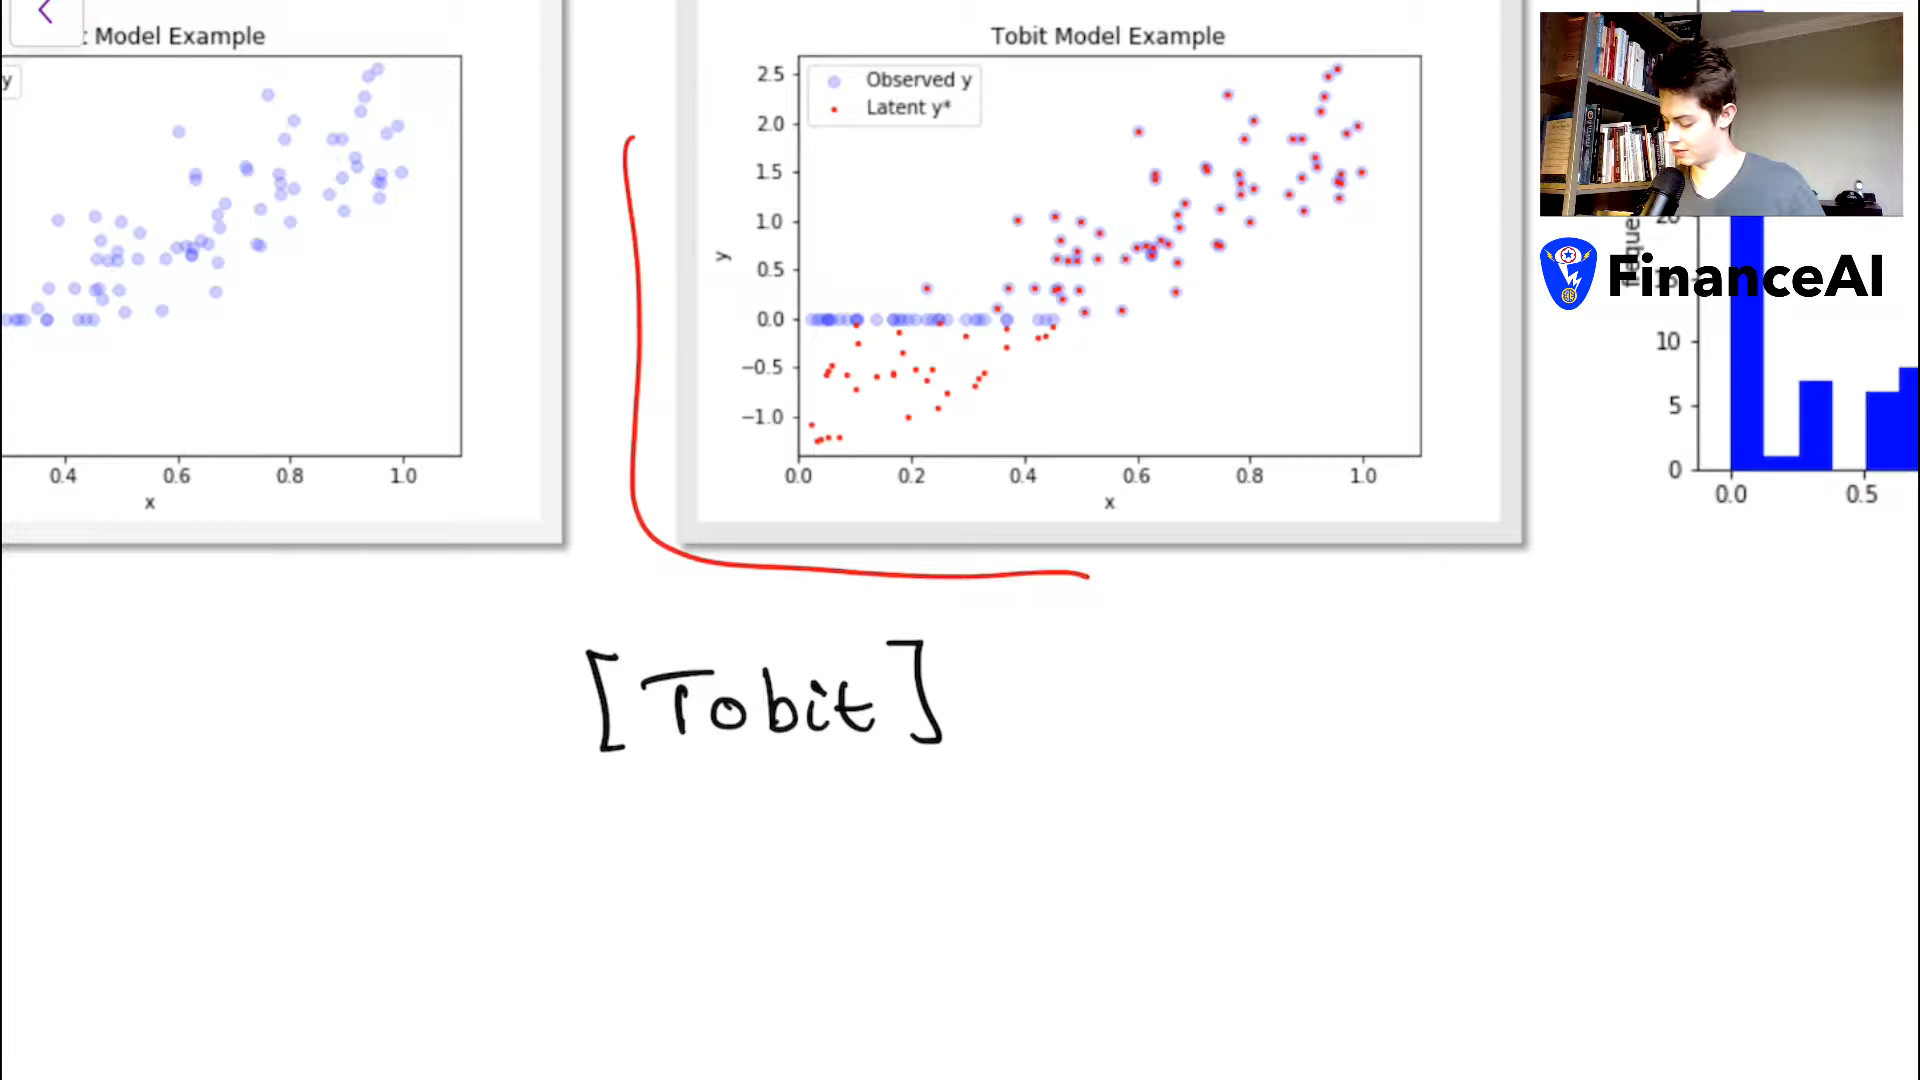 t Model Example
y
0.4 0.6 0.8 1.0
x
Tobit Model Example
Observed y
Latent y*
2.5
2.0
1.5
1.0
0.5
0.0
−0.5
−1.0
y
0.0 0.2 0.4 0.6 0.8 1.0
x
FinanceAI
20
10
5
0
0.0 0.5
[Tobit]